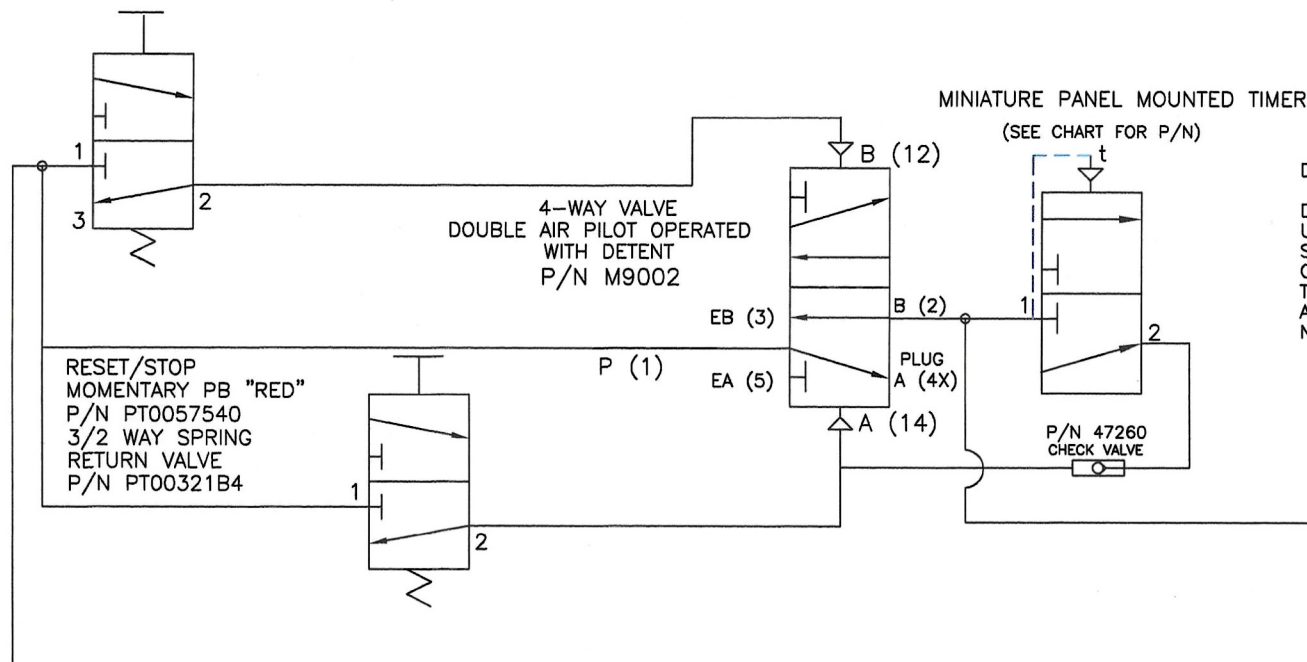 MINIATURE PANEL MOUNTED TIMER
(SEE CHART FOR P/N)
t
1
3
2
B (12)
4-WAY VALVE
DOUBLE AIR PILOT OPERATED
WITH DETENT
P/N M9002
EB (3)
B (2)
1
2
P (1)
EA (5)
PLUG
A (4X)
A (14)
RESET/STOP
MOMENTARY PB "RED"
P/N PT0057540
3/2 WAY SPRING
RETURN VALVE
P/N PT00321B4
1
2
P/N 47260
CHECK VALVE
D
D
U
S
T
A
N